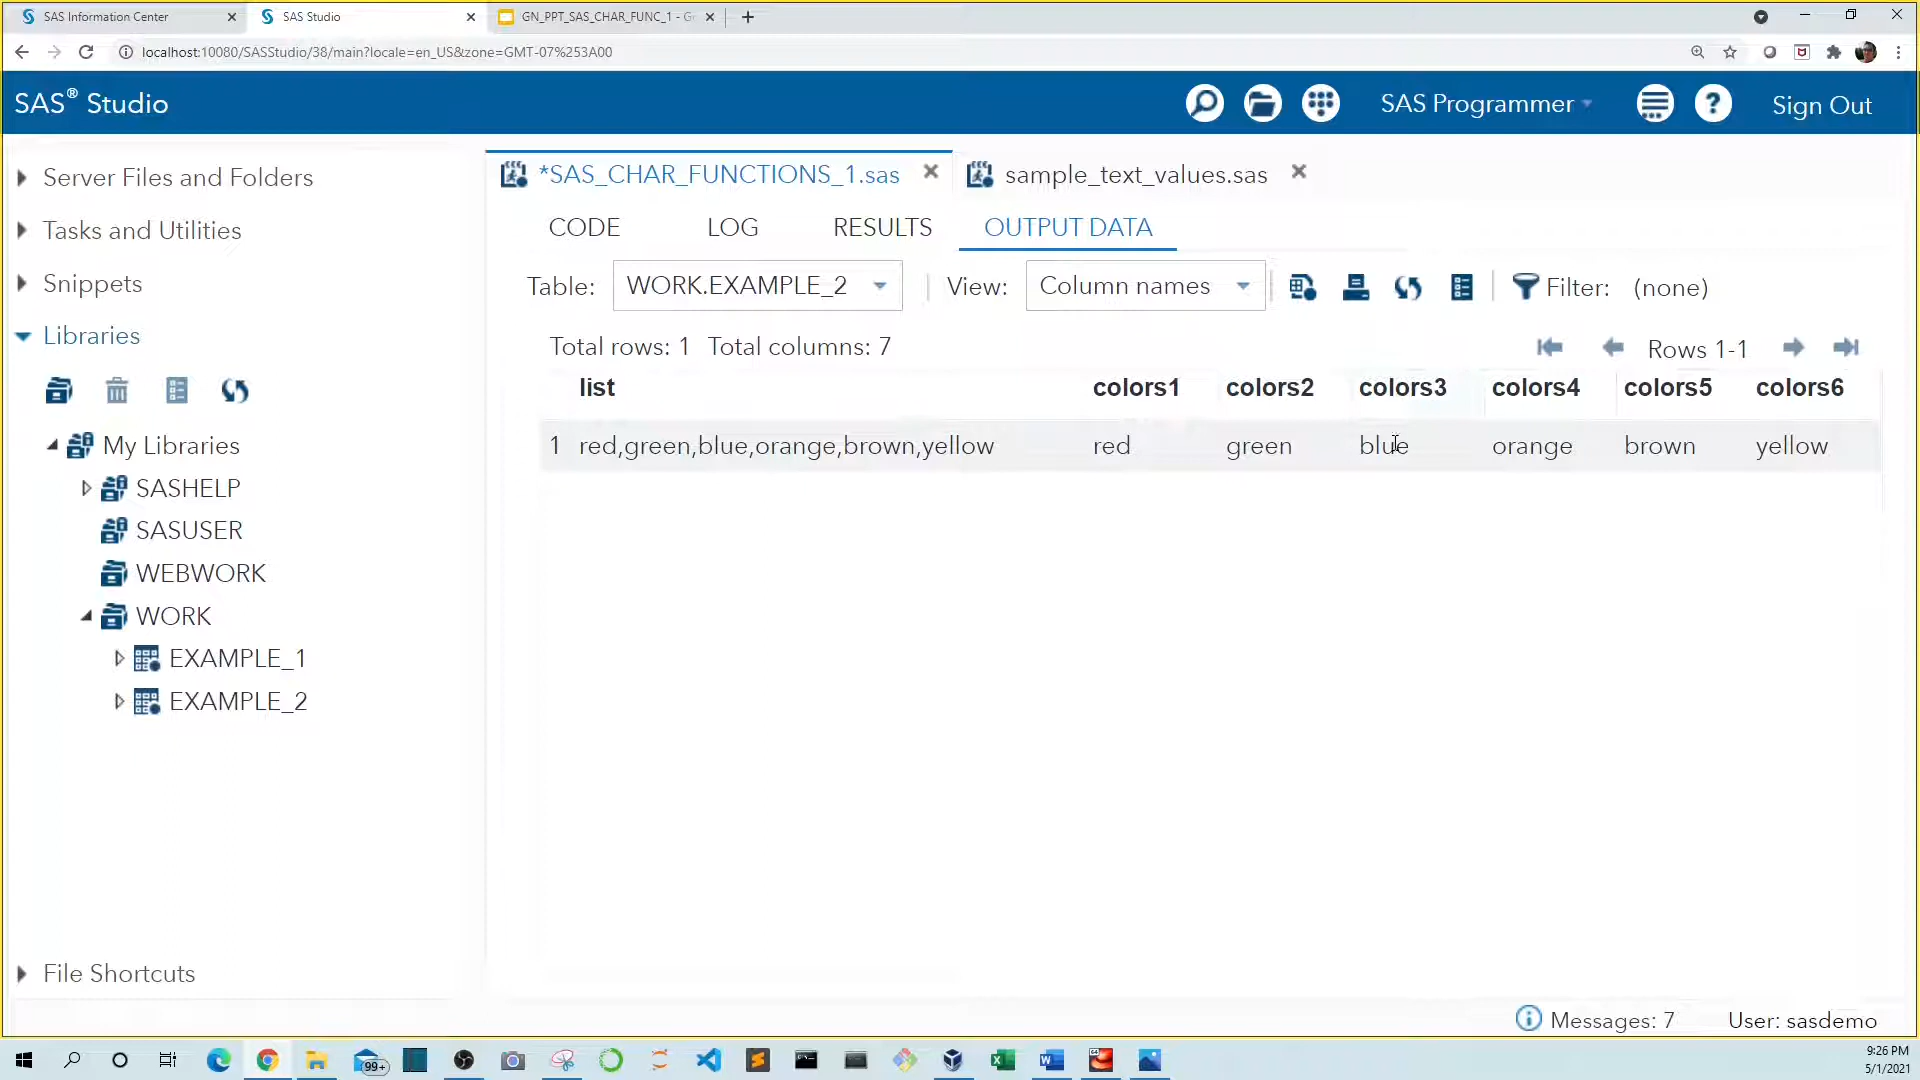 SAS Information Center
SAS Studio
GN_PPT_SAS_CHAR_FUNC_1 - G
localhost:10080/SASStudio/38/main?locale=en_US&zone=GMT-07%253A00
SAS® Studio
SAS Programmer
Sign Out
Server Files and Folders
Tasks and Utilities
Snippets
Libraries
My Libraries
SASHELP
SASUSER
WEBWORK
WORK
EXAMPLE_1
EXAMPLE_2
File Shortcuts
*SAS_CHAR_FUNCTIONS_1.sas
sample_text_values.sas
CODE LOG RESULTS OUTPUT DATA
Table: WORK.EXAMPLE_2 View: Column names Filter: (none)
Total rows: 1 Total columns: 7
Rows 1-1
list colors1 colors2 colors3 colors4 colors5 colors6
1 red,green,blue,orange,brown,yellow red green blue orange brown yellow
Messages: 7
User: sasdemo
99+
9:26 PM
5/1/2021